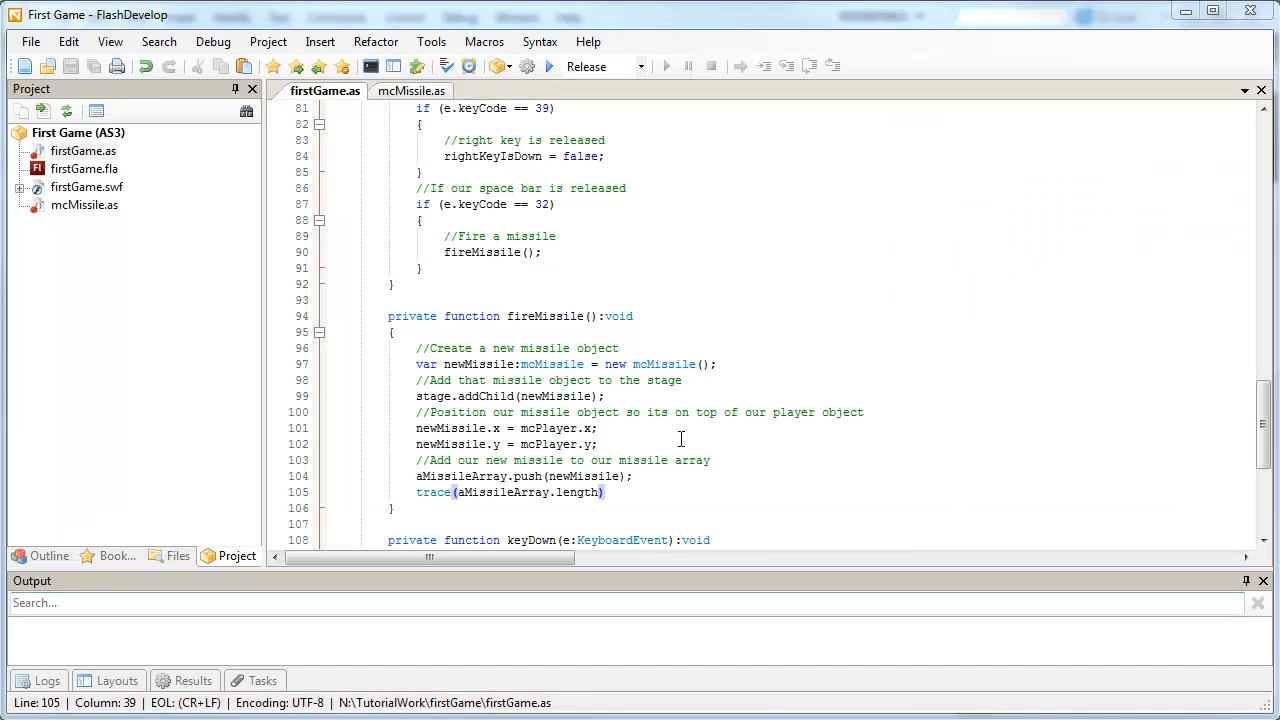 First Game - FlashDevelop
File Edit View Search Debug Project Insert Refactor Tools Macros Syntax Help
Release
Project
firstGame.as mcMissile.as
First Game (AS3)
firstGame.as
firstGame.fla
firstGame.swf
mcMissile.as
81 if (e.keyCode == 39)
82 {
83 //right key is released
84 rightKeyIsDown = false;
85 }
86 //If our space bar is released
87 if (e.keyCode == 32)
88 {
89 //Fire a missile
90 fireMissile();
91 }
92 }
93
94 private function fireMissile():void
95 {
96 //Create a new missile object
97 var newMissile:mcMissile = new mcMissile();
98 //Add that missile object to the stage
99 stage.addChild(newMissile);
100 //Position our missile object so its on top of our player object
101 newMissile.x = mcPlayer.x;
102 newMissile.y = mcPlayer.y;
103 //Add our new missile to our missile array
104 aMissileArray.push(newMissile);
105 trace(aMissileArray.length)
106 }
107
108 private function keyDown(e:KeyboardEvent):void
Outline Book... Files Project
Output
Search...
Logs Layouts Results Tasks
Line: 105 Column: 39 EOL: (CR+LF) Encoding: UTF-8 N:\TutorialWork\firstGame\firstGame.as